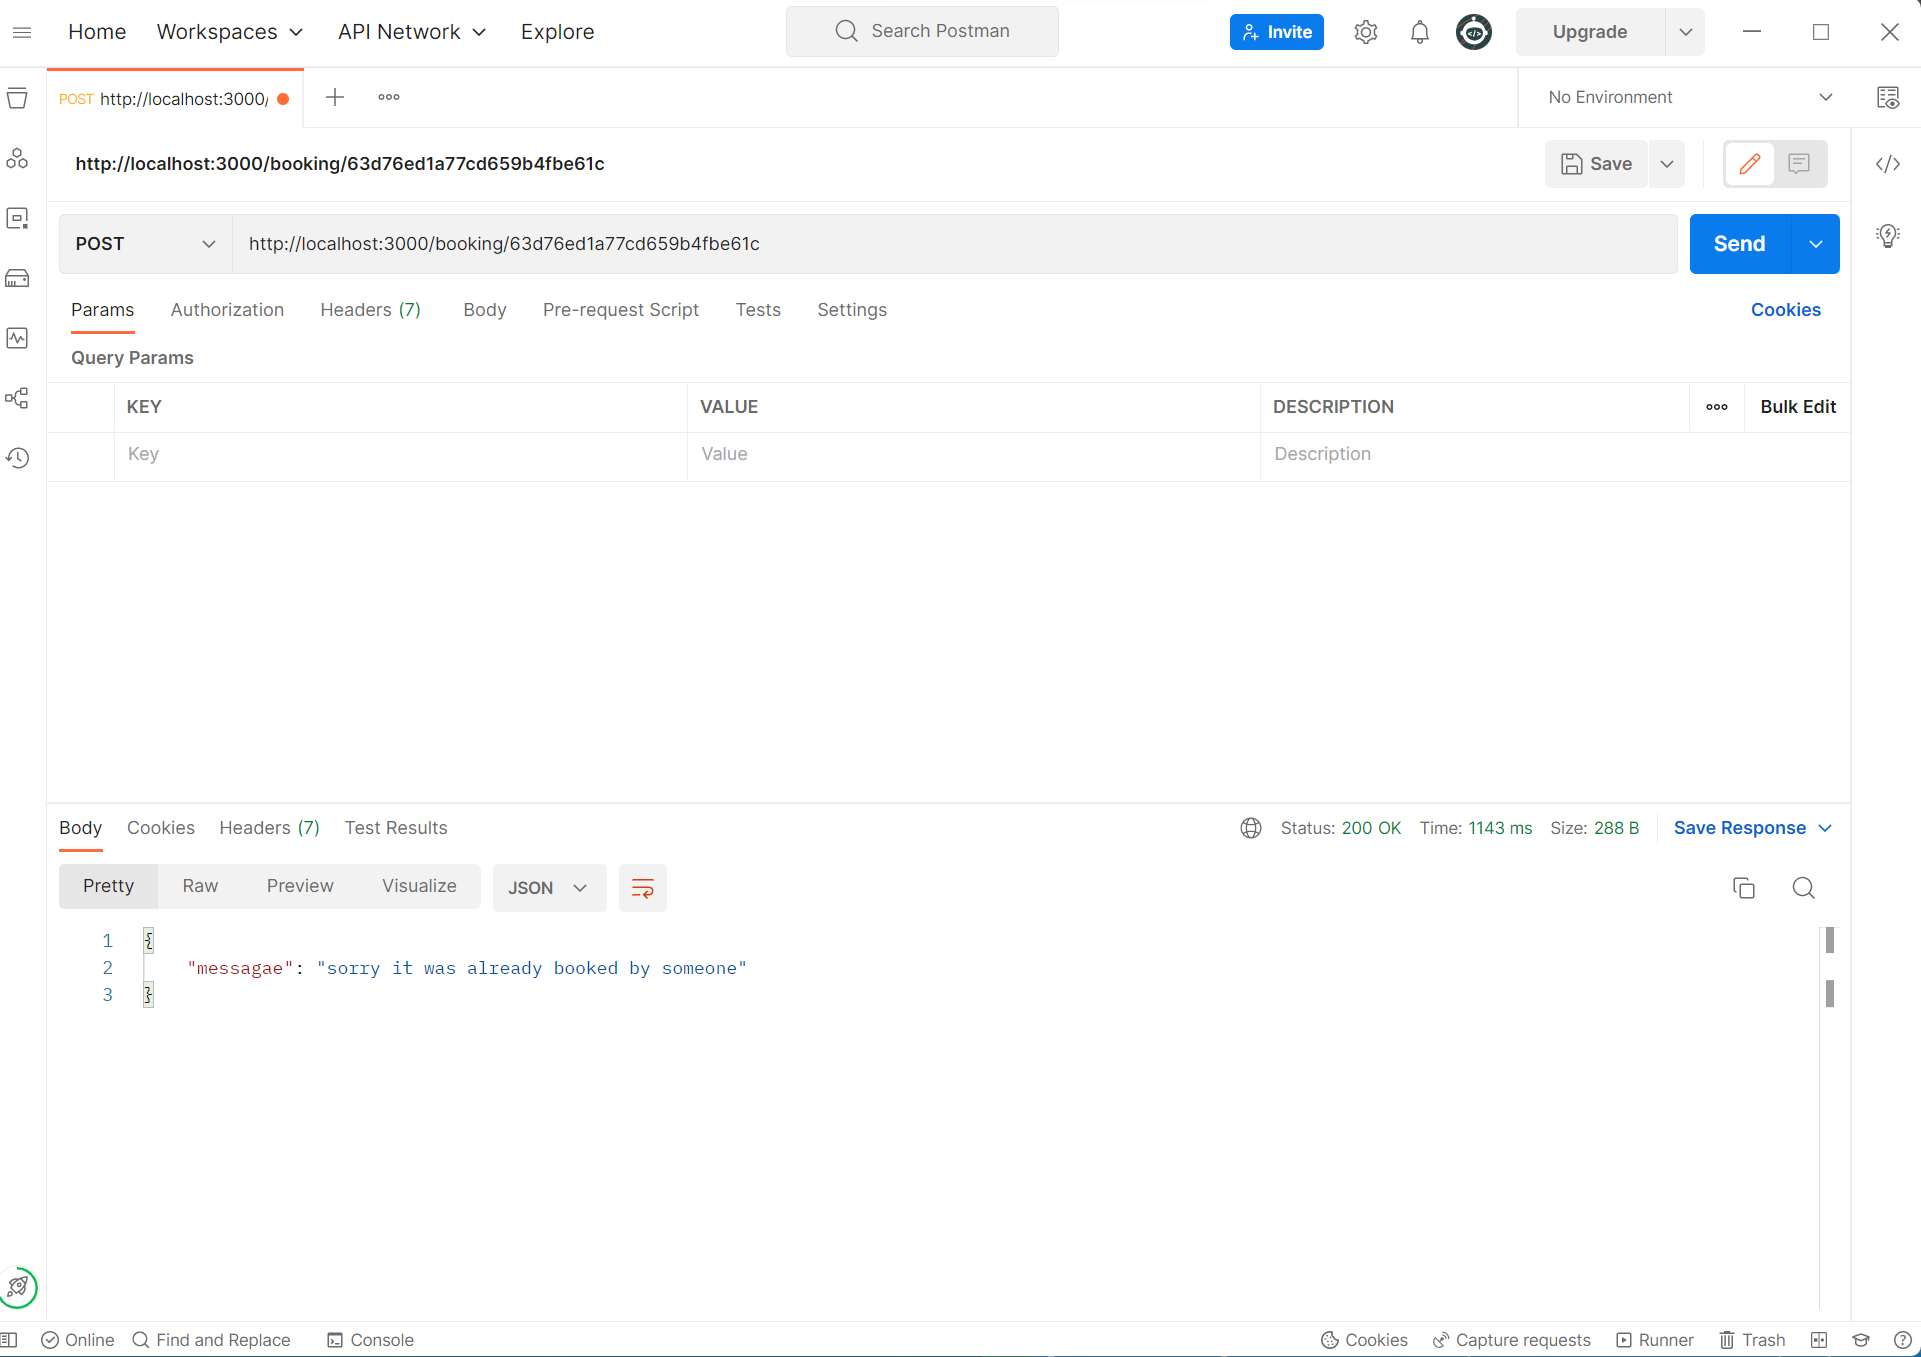 Home Workspaces API Network Explore Search Postman Invite Upgrade
POST http://localhost:3000/ No Environment
http://localhost:3000/booking/63d76ed1a77cd659b4fbe61c Save
POST http://localhost:3000/booking/63d76ed1a77cd659b4fbe61c Send
Params Authorization Headers (7) Body Pre-request Script Tests Settings Cookies
Query Params
KEY VALUE DESCRIPTION Bulk Edit
Key Value Description
Body Cookies Headers (7) Test Results Status: 200 OK Time: 1143 ms Size: 288 B Save Response
Pretty Raw Preview Visualize JSON
1 {
2 "messagae": "sorry it was already booked by someone"
3 }
Online Find and Replace Console Cookies Capture requests Runner Trash